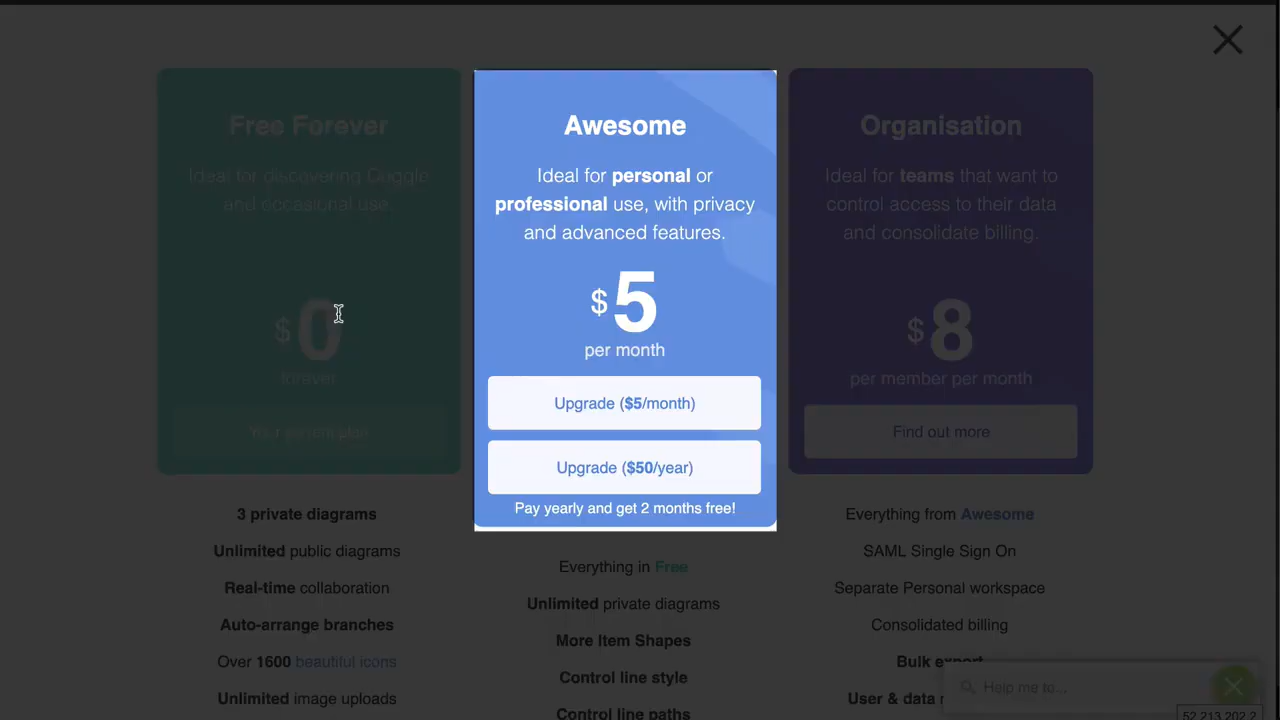 Free Forever
Ideal for discovering Coggle
and occasional use.
$0
forever
Your current plan
3 private diagrams
Unlimited public diagrams
Real-time collaboration
Auto-arrange branches
Over 1600 beautiful icons
Unlimited image uploads
Awesome
Ideal for personal or
professional use, with privacy
and advanced features.
$5
per month
Upgrade ($5/month)
Upgrade ($50/year)
Pay yearly and get 2 months free!
Everything in Free
Unlimited private diagrams
More Item Shapes
Control line style
Control line paths
Organisation
Ideal for teams that want to
control access to their data
and consolidate billing.
$8
per member per month
Find out more
Everything from Awesome
SAML Single Sign On
Separate Personal workspace
Consolidated billing
Bulk export
User & data
Help me to...
52.213.202.2